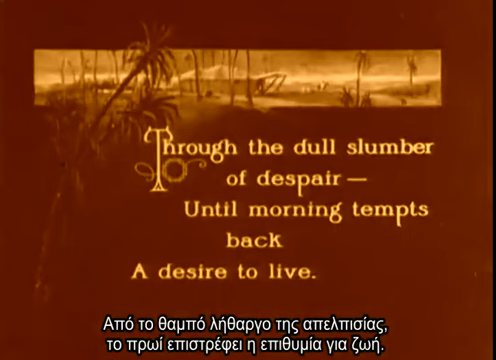 Through the dull slumber
of despair —
Until morning tempts
back
A desire to live.
Από το θαμπό λήθαργο της απελπισίας,
το πρωί επιστρέφει η επιθυμία για ζωή.